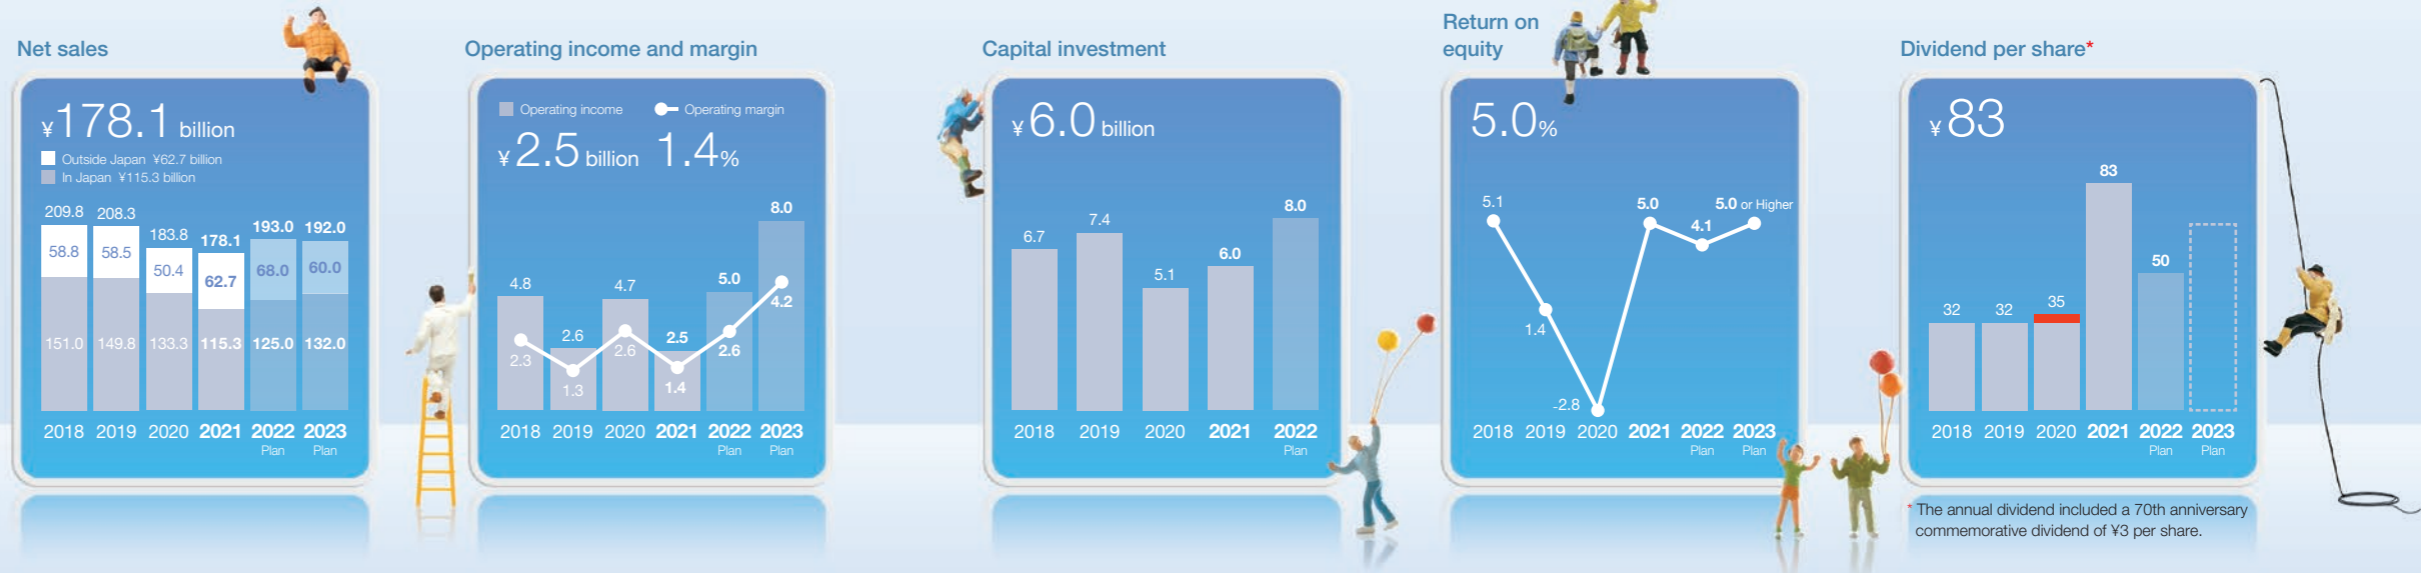 Net sales
¥178.1 billion
Outside Japan ¥62.7 billion
In Japan ¥115.3 billion
209.8 208.3 183.8 178.1 193.0 192.0
58.8 58.5 50.4 62.7 68.0 60.0
151.0 149.8 133.3 115.3 125.0 132.0
2018 2019 2020 2021 2022 2023
Plan Plan
Operating income and margin
Operating income Operating margin
¥2.5 billion 1.4%
4.8 2.6 4.7 2.5 5.0 8.0
2.3 1.3 2.6 1.4 2.6 4.2
2018 2019 2020 2021 2022 2023
Plan Plan
Capital investment
¥6.0 billion
6.7 7.4 5.1 6.0 8.0
2018 2019 2020 2021 2022
Plan
Return on
equity
5.0%
5.1 1.4 -2.8 5.0 4.1 5.0 or Higher
2018 2019 2020 2021 2022 2023
Plan Plan
Dividend per share*
¥83
32 32 35 83 50
2018 2019 2020 2021 2022 2023
Plan Plan
* The annual dividend included a 70th anniversary
commemorative dividend of ¥3 per share.